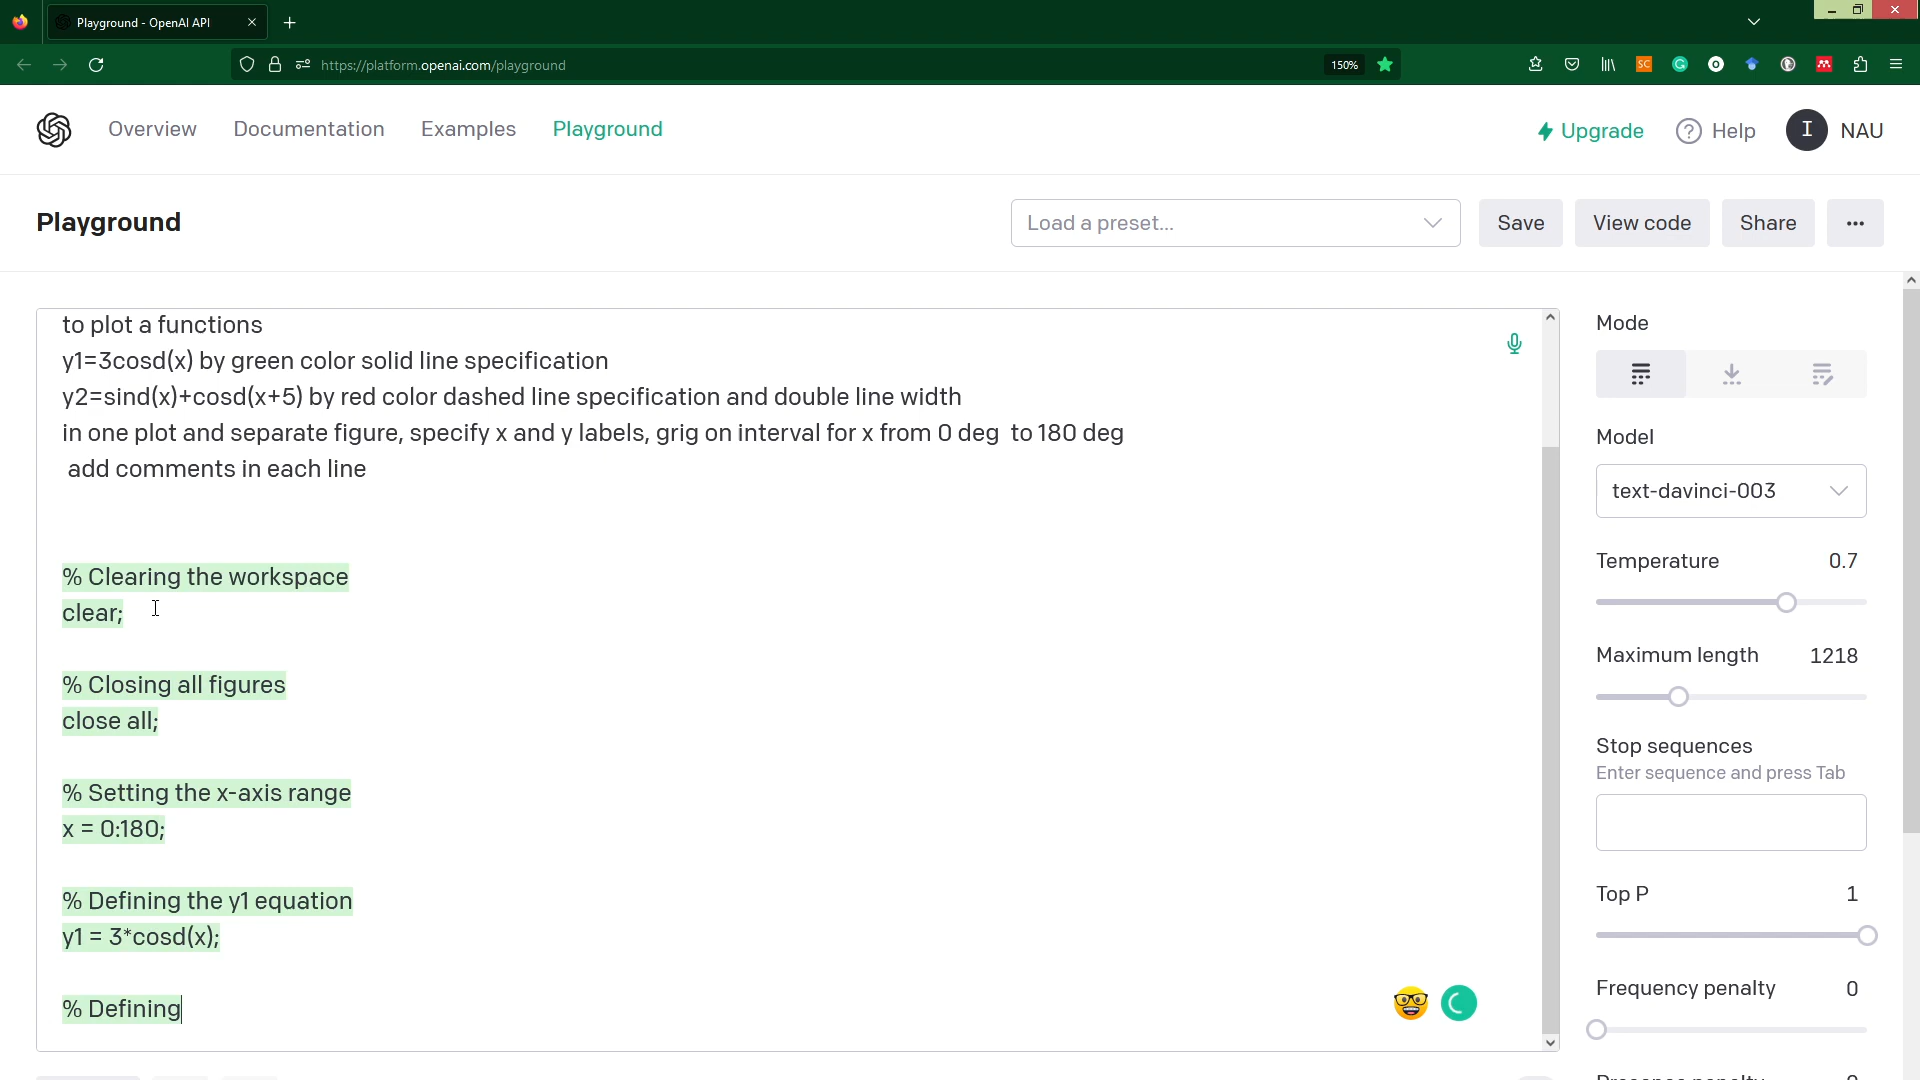 Playground - OpenAI API
https://platform.openai.com/playground
150%
SC
Overview
Documentation
Examples
Playground
Upgrade
Help
I
NAU
Playground
Load a preset...
Save
View code
Share
to plot a functions
y1=3cosd(x) by green color solid line specification
y2=sind(x)+cosd(x+5) by red color dashed line specification and double line width
in one plot and separate figure, specify x and y labels, grig on interval for x from 0 deg  to 180 deg
add comments in each line
% Clearing the workspace
clear;
% Closing all figures
close all;
% Setting the x-axis range
x = 0:180;
% Defining the y1 equation
y1 = 3*cosd(x);
% Defining
Mode
Model
text-davinci-003
Temperature 0.7
Maximum length 1218
Stop sequences
Enter sequence and press Tab
Top P 1
Frequency penalty 0